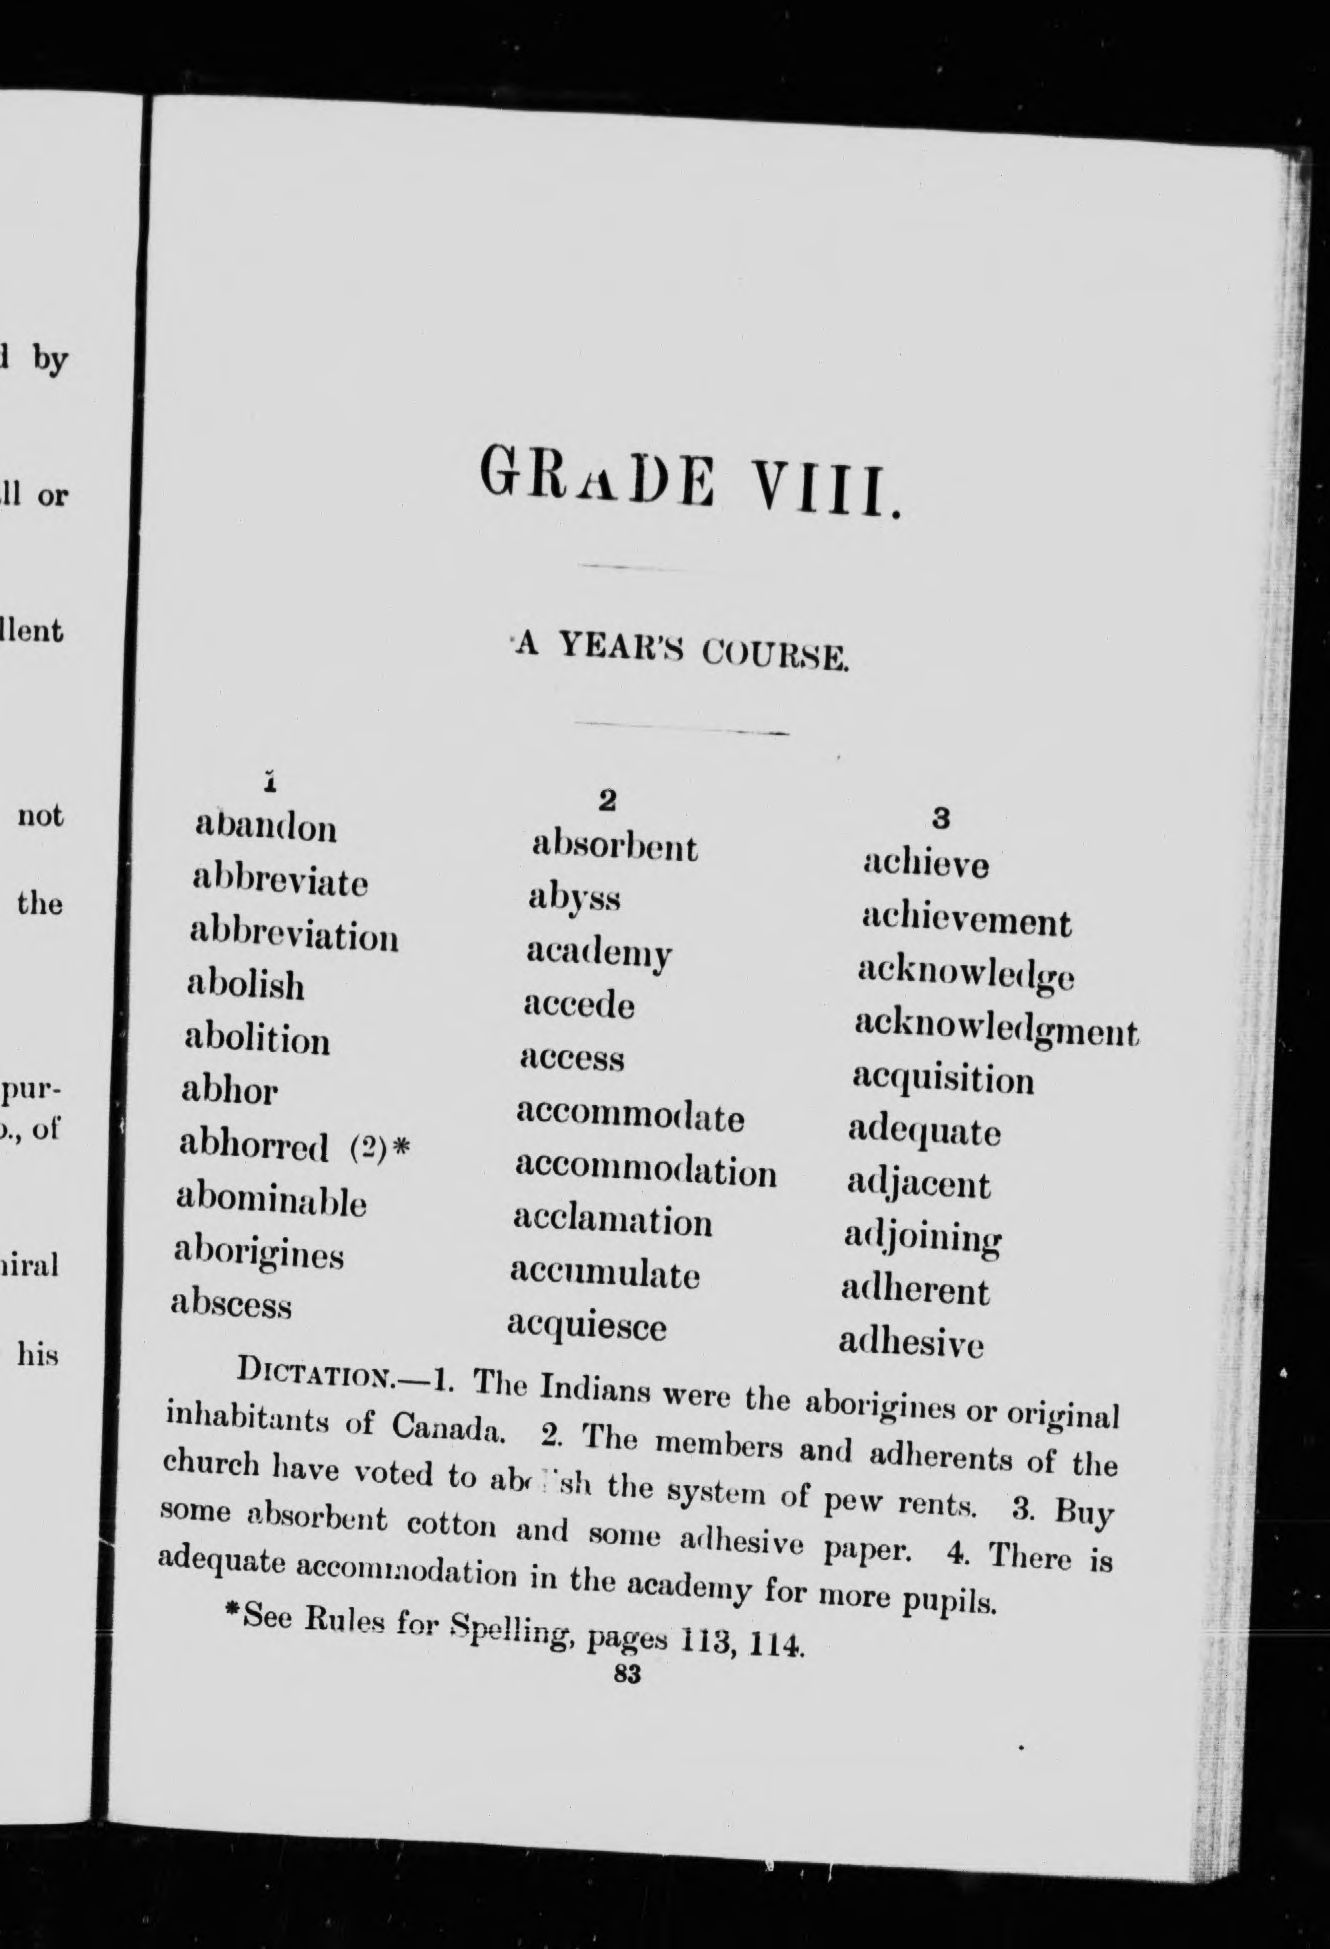 by
or
not
the
pur-
of
his
GRADE VIII.
A YEAR'S COURSE.
1
abandon
abbreviate
abbreviation
abolish
abolition
abhor
abhorred (2)*
abominable
aborigines
abscess
2
absorbent
abyss
academy
accede
access
accommodate
accommodation
acclamation
accumulate
acquiesce
3
achieve
achievement
acknowledge
acknowledgment
acquisition
adequate
adjacent
adjoining
adherent
adhesive
DICTATION.—1. The Indians were the aborigines or original
inhabitants of Canada. 2. The members and adherents of the
church have voted to abolish the system of pew rents. 3. Buy
some absorbent cotton and some adhesive paper. 4. There is
adequate accommodation in the academy for more pupils.
*See Rules for Spelling, pages 113, 114.
83